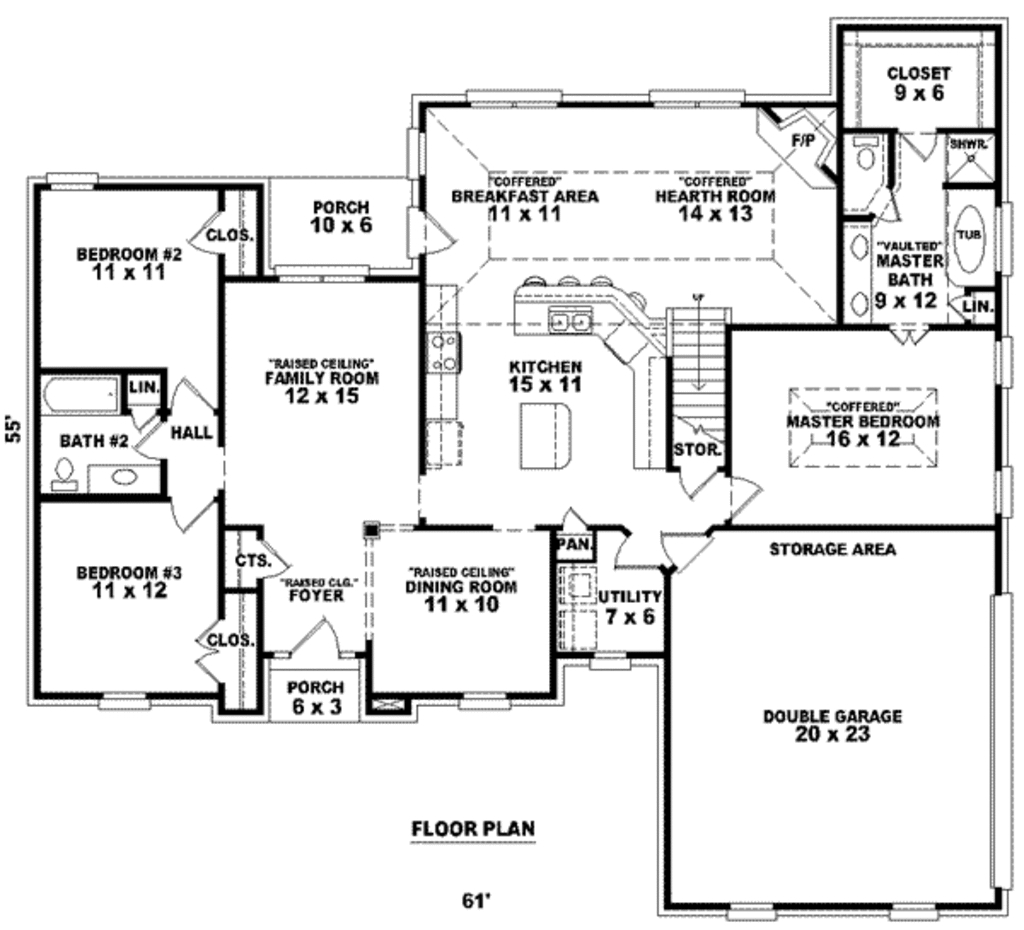 CLOSET
9 x 6
F/P
SHWR.
"COFFERED"
BREAKFAST AREA
11 x 11
"COFFERED"
HEARTH ROOM
14 x 13
PORCH
10 x 6
CLOS.
BEDROOM #2
11 x 11
TUB
"VAULTED"
MASTER
BATH
9 x 12
LIN.
UP
"RAISED CEILING"
FAMILY ROOM
12 x 15
KITCHEN
15 x 11
LIN.
HALL
BATH #2
"COFFERED"
MASTER BEDROOM
16 x 12
STOR.
55'
PAN.
STORAGE AREA
CTS.
BEDROOM #3
11 x 12
"RAISED CLG."
FOYER
"RAISED CEILING"
DINING ROOM
11 x 10
UTILITY
7 x 6
CLOS.
PORCH
6 x 3
DOUBLE GARAGE
20 x 23
FLOOR PLAN
61'